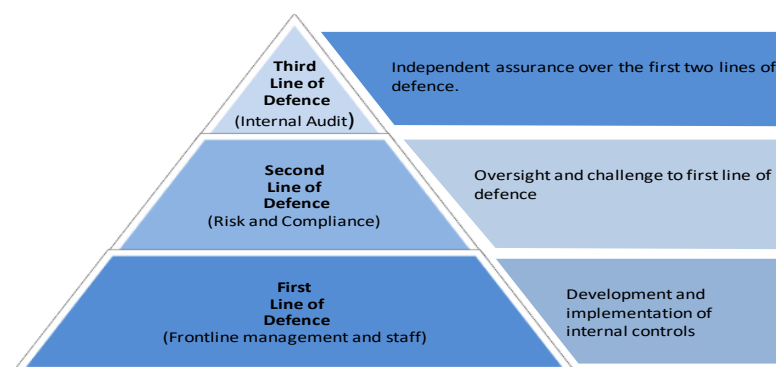 Third
Line of
Defence
(Internal Audit)
Independent assurance over the first two lines of
defence.
Second
Line of
Defence
(Risk and Compliance)
Oversight and challenge to first line of
defence
First
Line of
Defence
(Frontline management and staff)
Development and
implementation of
internal controls